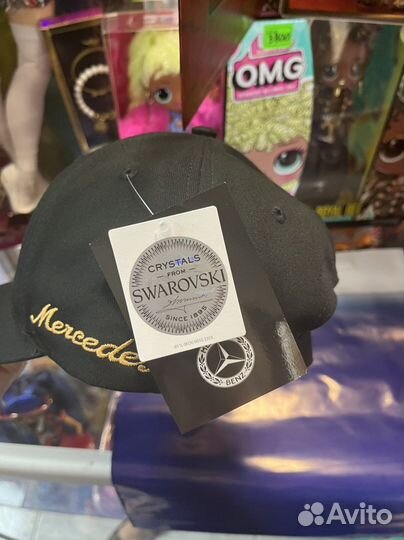 OMG
CRYSTALS
FROM
SWAROVSKI
SINCE 1895
BENZ
Mercede
Avito